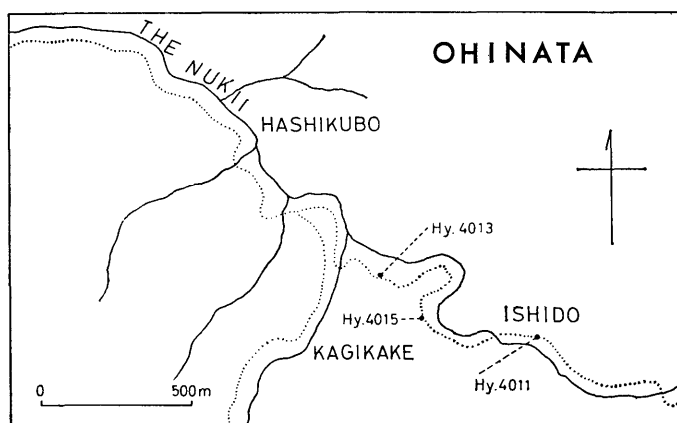 OHINATA
THE NUKII
HASHIKUBO
Hy. 4013
Hy. 4015
ISHIDO
KAGIKAKE
Hy. 4011
0 500m